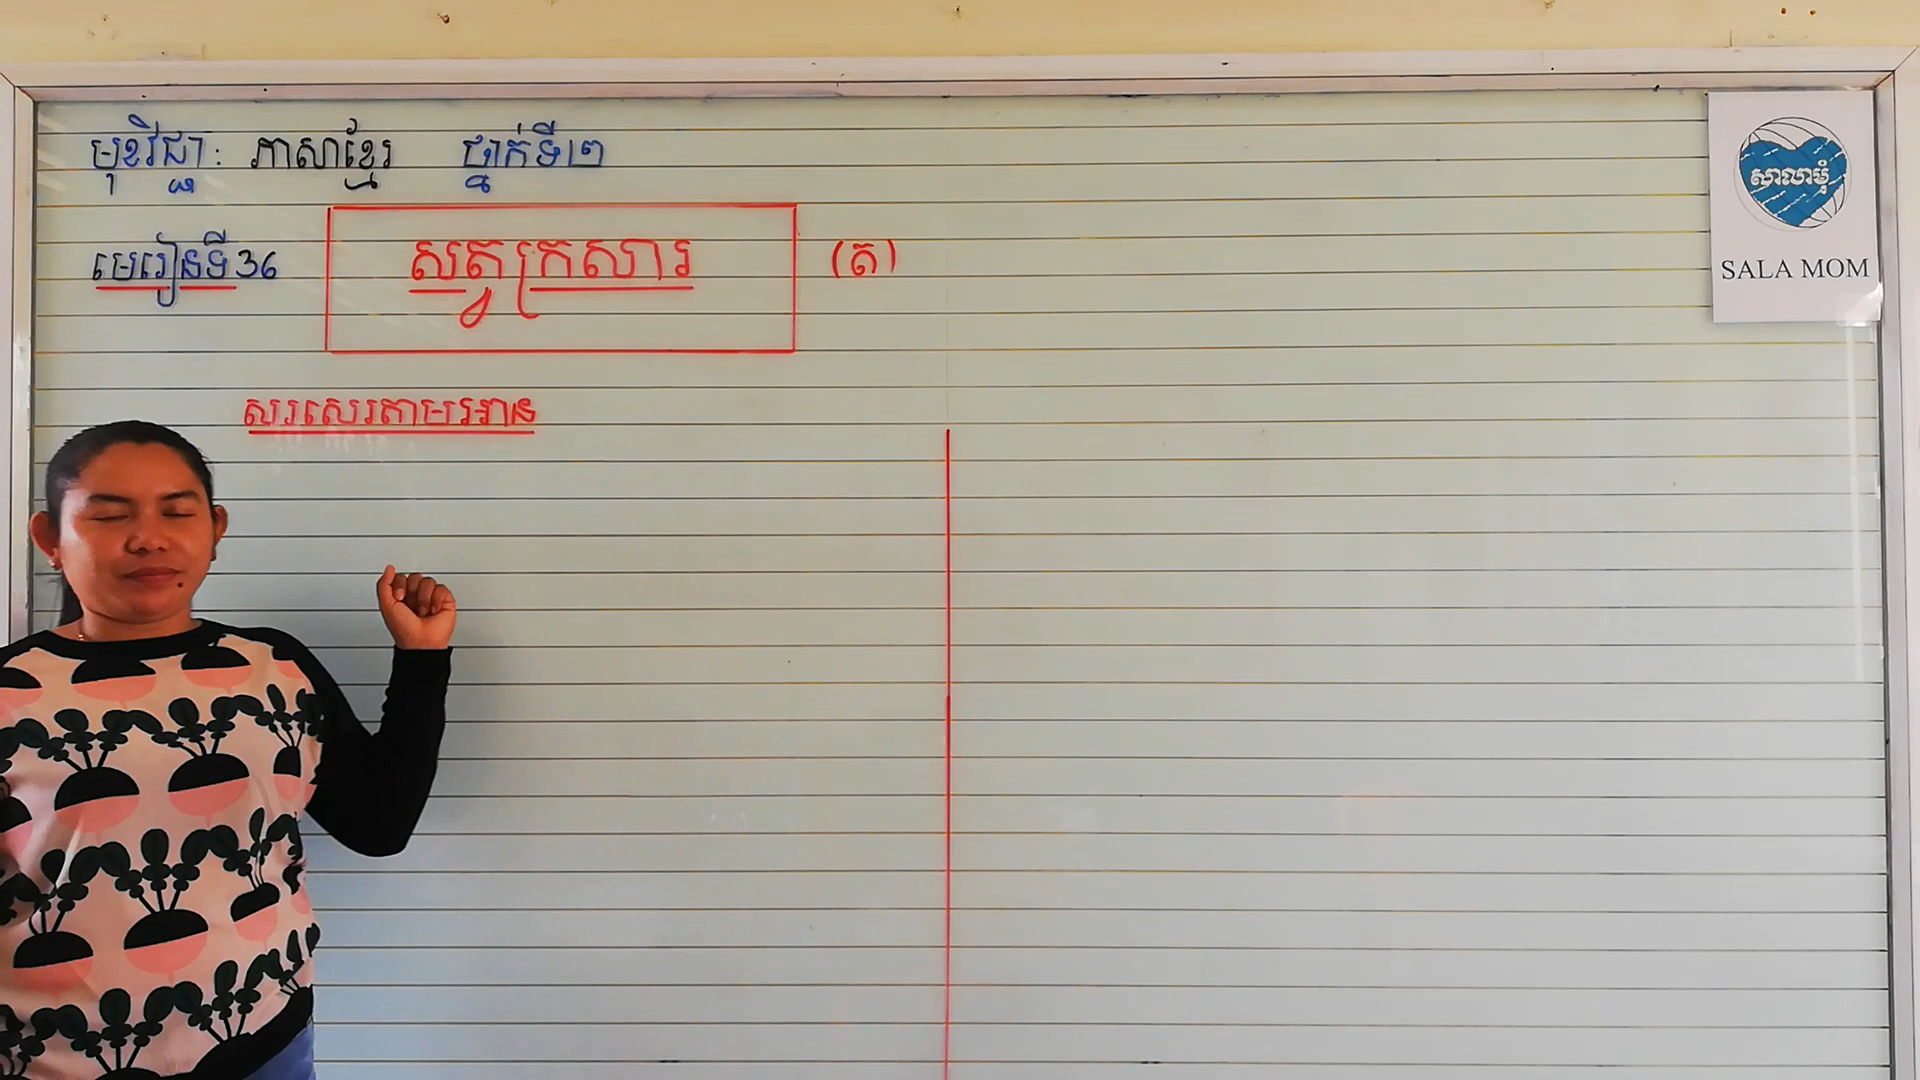 មុខវិជ្ជា : ភាសាខ្មែរ ថ្នាក់ទី២
មេរៀនទី36 សត្វក្រសារ (ត)
សរសេរតាមអាន
សាលាមុំ
SALA MOM